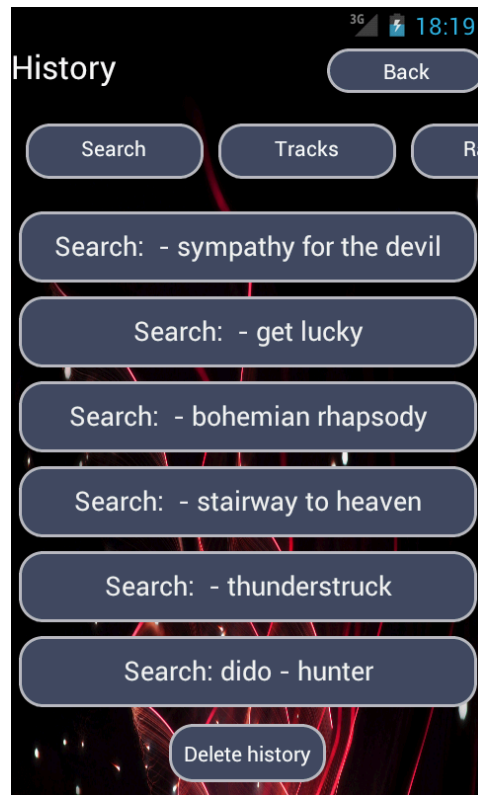 3G 18:19
History Back
Search Tracks
Search:  - sympathy for the devil
Search:  - get lucky
Search:  - bohemian rhapsody
Search:  - stairway to heaven
Search:  - thunderstruck
Search: dido - hunter
Delete history